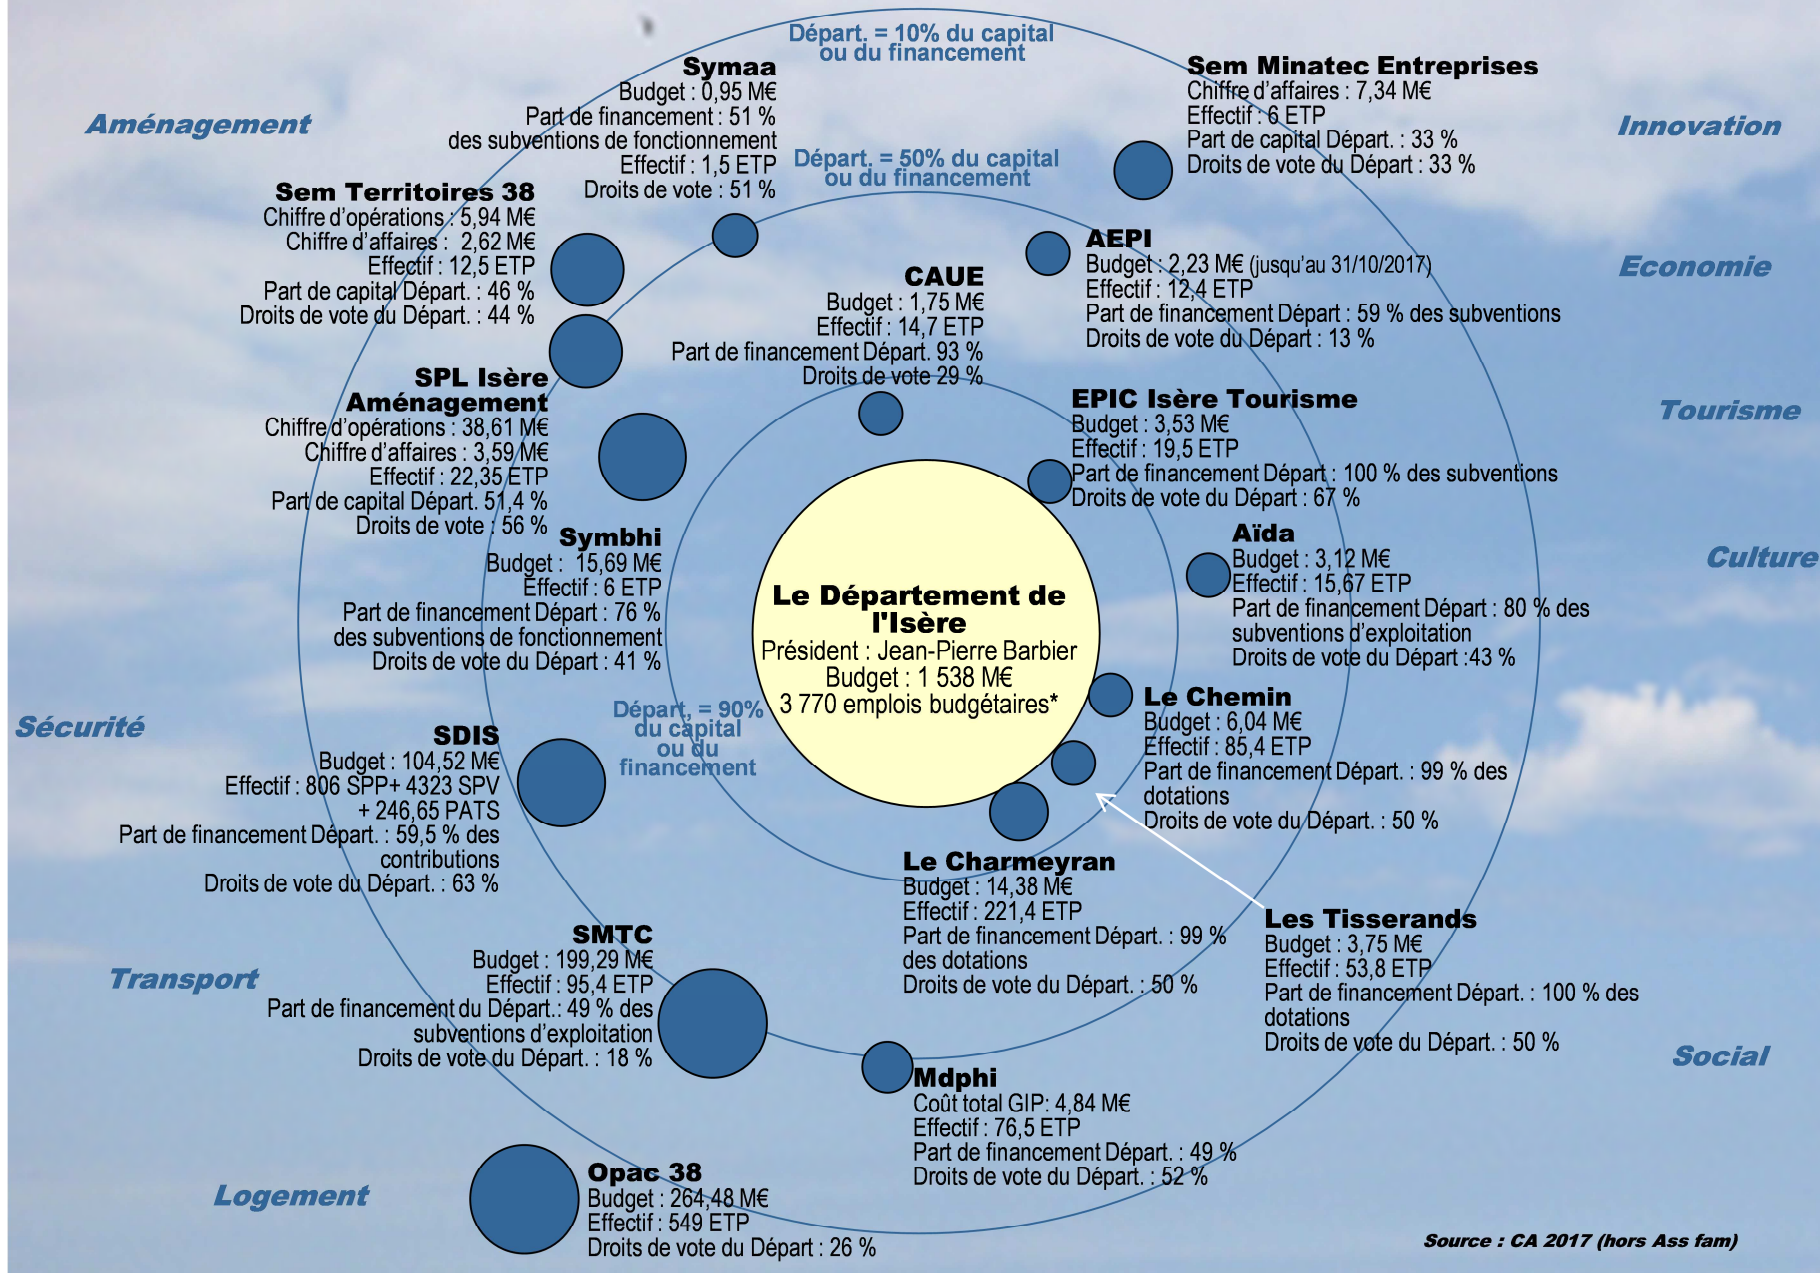 Départ. = 10% du capital
ou du financement
Symaa
Budget : 0,95 M€
Part de financement : 51 %
des subventions de fonctionnement
Effectif : 1,5 ETP
Droits de vote : 51 %
Sem Minatec Entreprises
Chiffre d'affaires : 7,34 M€
Effectif : 6 ETP
Part de capital Départ. : 33 %
Droits de vote du Départ : 33 %
Aménagement
Innovation
Départ. = 50% du capital
ou du financement
Sem Territoires 38
Chiffre d'opérations : 5,94 M€
Chiffre d'affaires : 2,62 M€
Effectif : 12,5 ETP
Part de capital Départ. : 46 %
Droits de vote du Départ. : 44 %
AEPI
Budget : 2,23 M€ (jusqu'au 31/10/2017)
Effectif : 12,4 ETP
Part de financement Départ : 59 % des subventions
Droits de vote du Départ : 13 %
Economie
CAUE
Budget : 1,75 M€
Effectif : 14,7 ETP
Part de financement Départ. 93 %
Droits de vote 29 %
SPL Isère
Aménagement
Chiffre d'opérations : 38,61 M€
Chiffre d'affaires : 3,59 M€
Effectif : 22,35 ETP
Part de capital Départ. 51,4 %
Droits de vote : 56 %
EPIC Isère Tourisme
Budget : 3,53 M€
Effectif : 19,5 ETP
Part de financement Départ : 100 % des subventions
Droits de vote du Départ : 67 %
Tourisme
Symbhi
Budget : 15,69 M€
Effectif : 6 ETP
Part de financement Départ : 76 %
des subventions de fonctionnement
Droits de vote du Départ : 41 %
Aïda
Budget : 3,12 M€
Effectif : 15,67 ETP
Part de financement Départ : 80 % des
subventions d'exploitation
Droits de vote du Départ :43 %
Culture
Le Département de
l'Isère
Président : Jean-Pierre Barbier
Budget : 1 538 M€
3 770 emplois budgétaires*
Départ, = 90%
du capital
ou du
financement
Le Chemin
Budget : 6,04 M€
Effectif : 85,4 ETP
Part de financement Départ. : 99 % des
dotations
Droits de vote du Départ. : 50 %
Sécurité
SDIS
Budget : 104,52 M€
Effectif : 806 SPP+ 4323 SPV
+ 246,65 PATS
Part de financement Départ. : 59,5 % des
contributions
Droits de vote du Départ. : 63 %
Le Charmeyran
Budget : 14,38 M€
Effectif : 221,4 ETP
Part de financement Départ. : 99 %
des dotations
Droits de vote du Départ. : 50 %
Les Tisserands
Budget : 3,75 M€
Effectif : 53,8 ETP
Part de financement Départ. : 100 % des
dotations
Droits de vote du Départ. : 50 %
SMTC
Budget : 199,29 M€
Effectif : 95,4 ETP
Part de financement du Départ.: 49 % des
subventions d'exploitation
Droits de vote du Départ. : 18 %
Transport
Social
Mdphi
Coût total GIP: 4,84 M€
Effectif : 76,5 ETP
Part de financement Départ. : 49 %
Droits de vote du Départ. : 52 %
Logement
Opac 38
Budget : 264,48 M€
Effectif : 549 ETP
Droits de vote du Départ : 26 %
Source : CA 2017 (hors Ass fam)